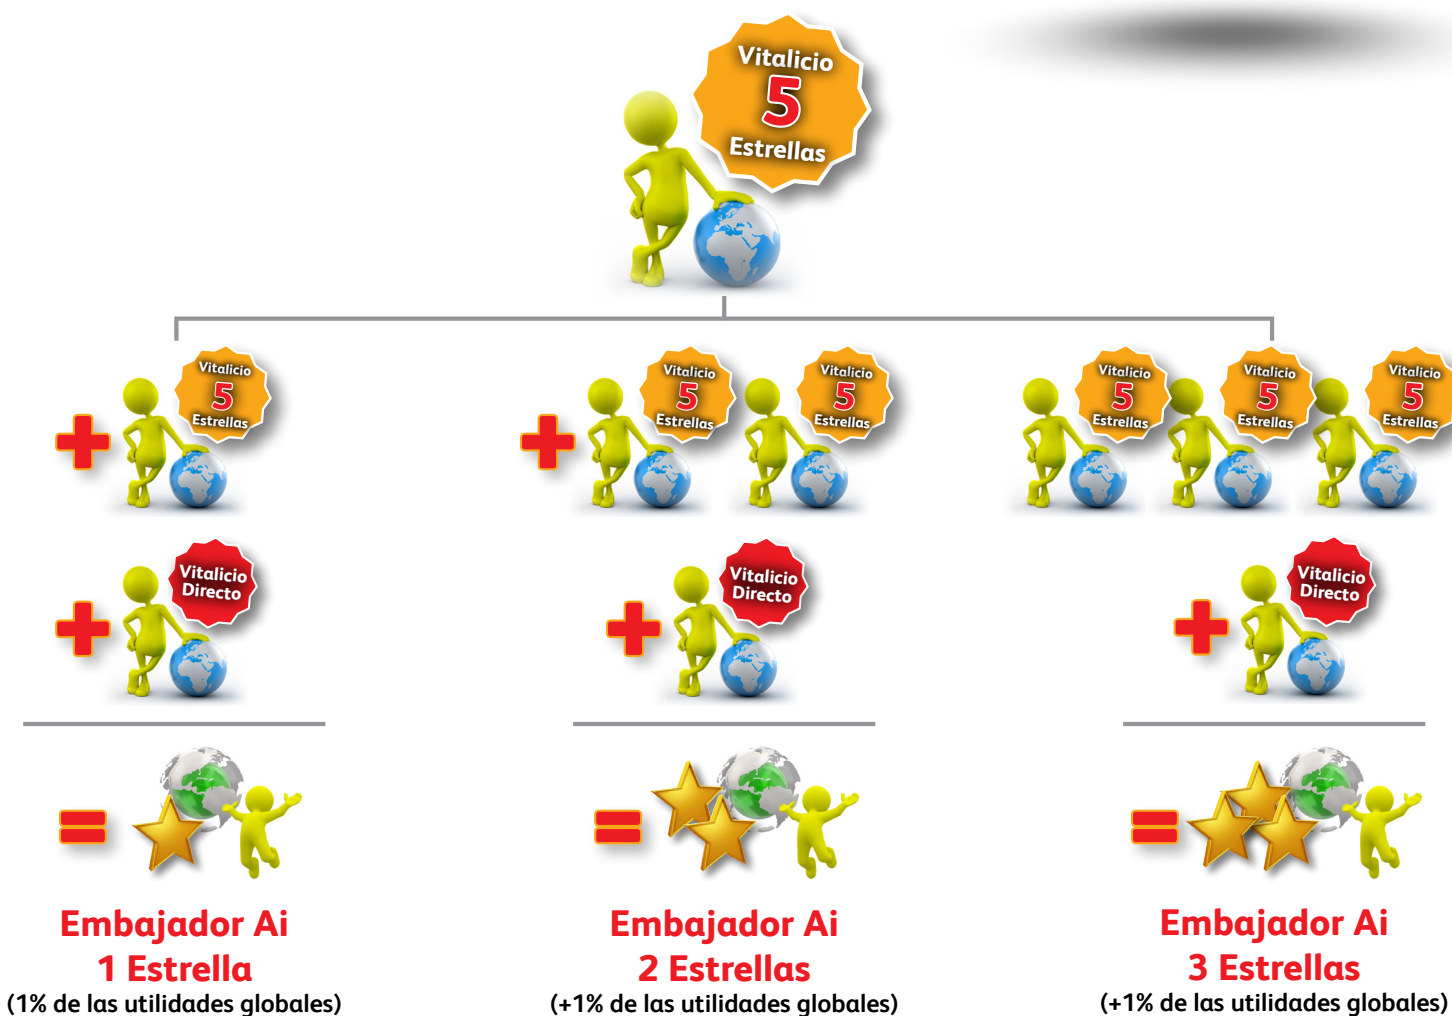 Vitalicio
5
Estrellas
Vitalicio
5
Estrellas
Vitalicio
5
Estrellas
Vitalicio
5
Estrellas
Vitalicio
5
Estrellas
Vitalicio
5
Estrellas
Vitalicio
5
Estrellas
Vitalicio
Directo
Vitalicio
Directo
Vitalicio
Directo
Embajador Ai
1 Estrella
(1% de las utilidades globales)
Embajador Ai
2 Estrellas
(+1% de las utilidades globales)
Embajador Ai
3 Estrellas
(+1% de las utilidades globales)